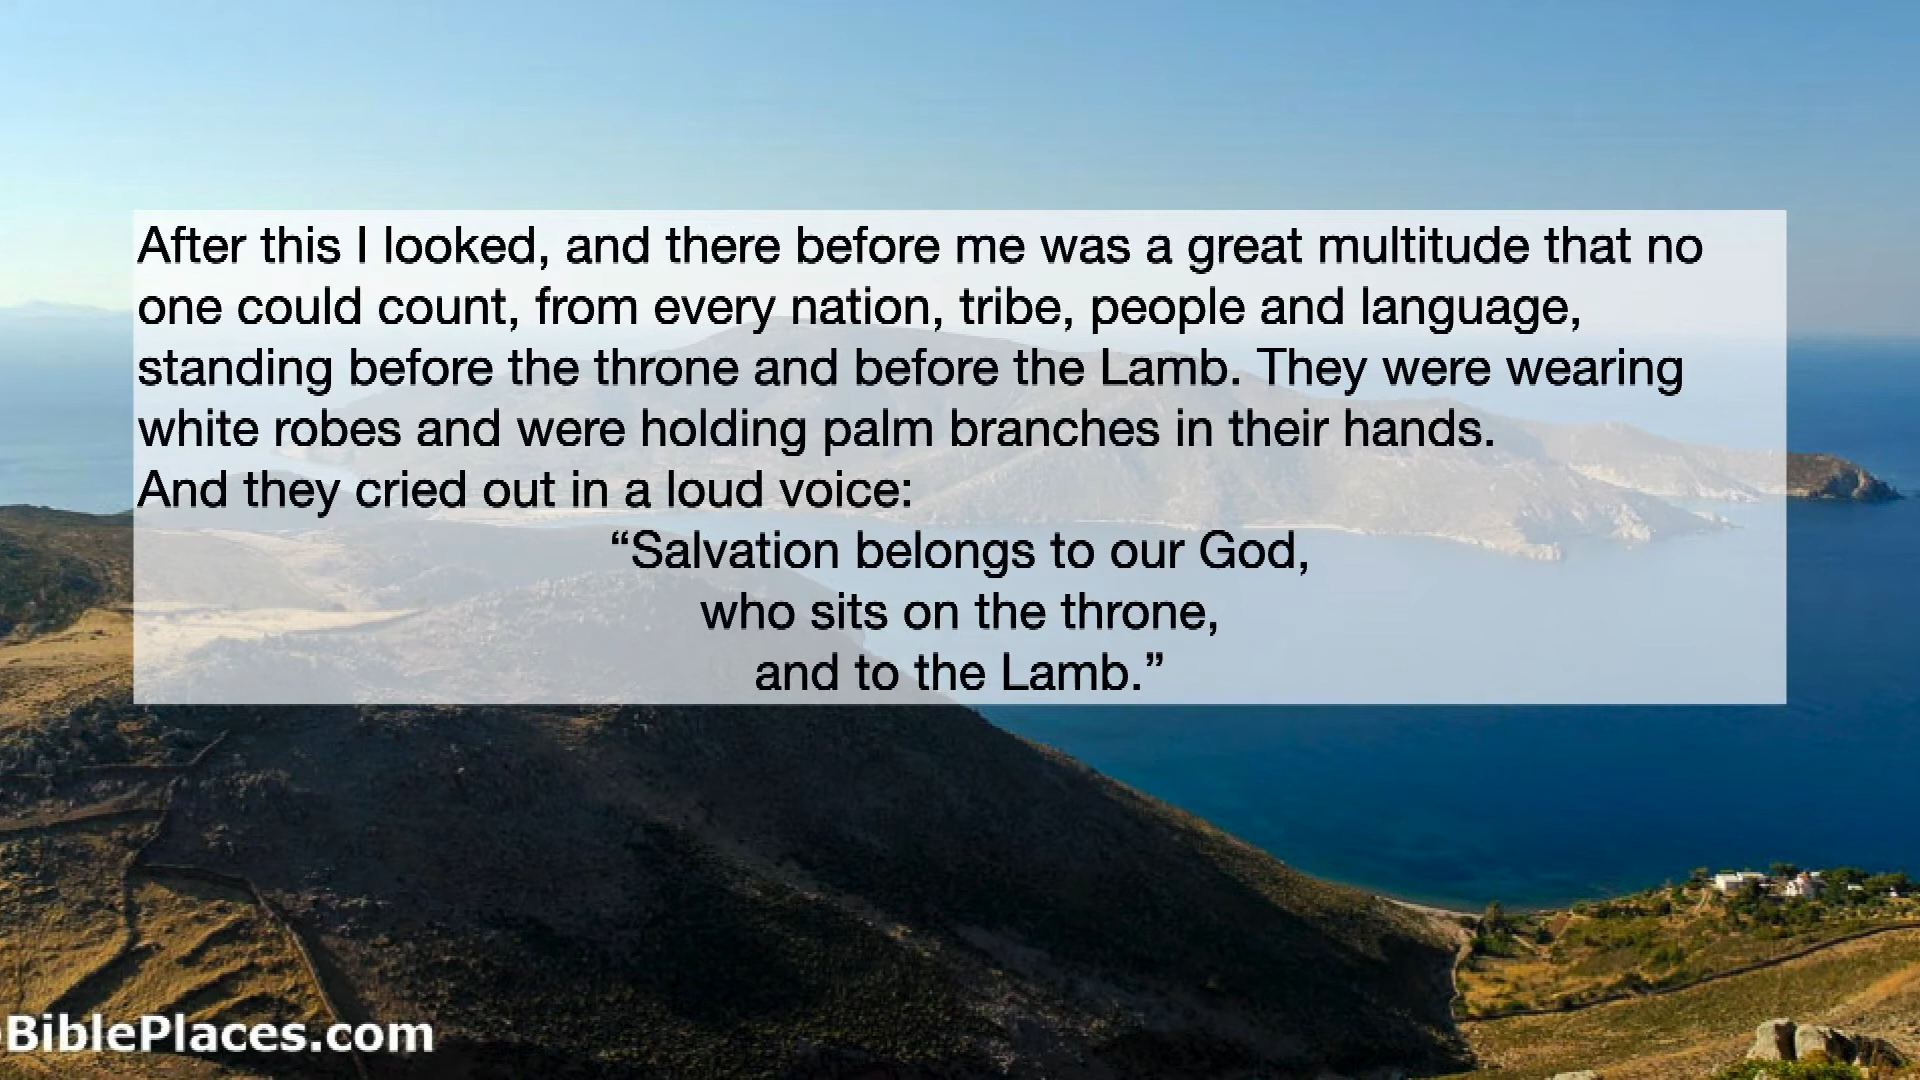 After this I looked, and there before me was a great multitude that no
one could count, from every nation, tribe, people and language,
standing before the throne and before the Lamb. They were wearing
white robes and were holding palm branches in their hands.
And they cried out in a loud voice:
“Salvation belongs to our God,
who sits on the throne,
and to the Lamb.”
BiblePlaces.com